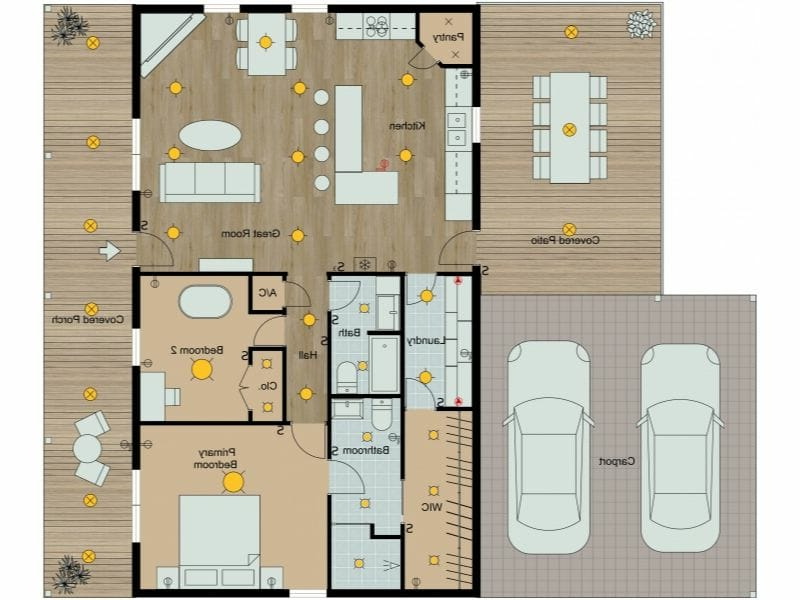 Pantry
Kitchen
Great Room
Covered Patio
S
S
S
S₃
A/C
Covered Porch
Bath
Laundry
S
S
Bedroom 2
S
Hall
Clo.
S
S
Primary
Bedroom
S
Bathroom
Carport
WIC
S